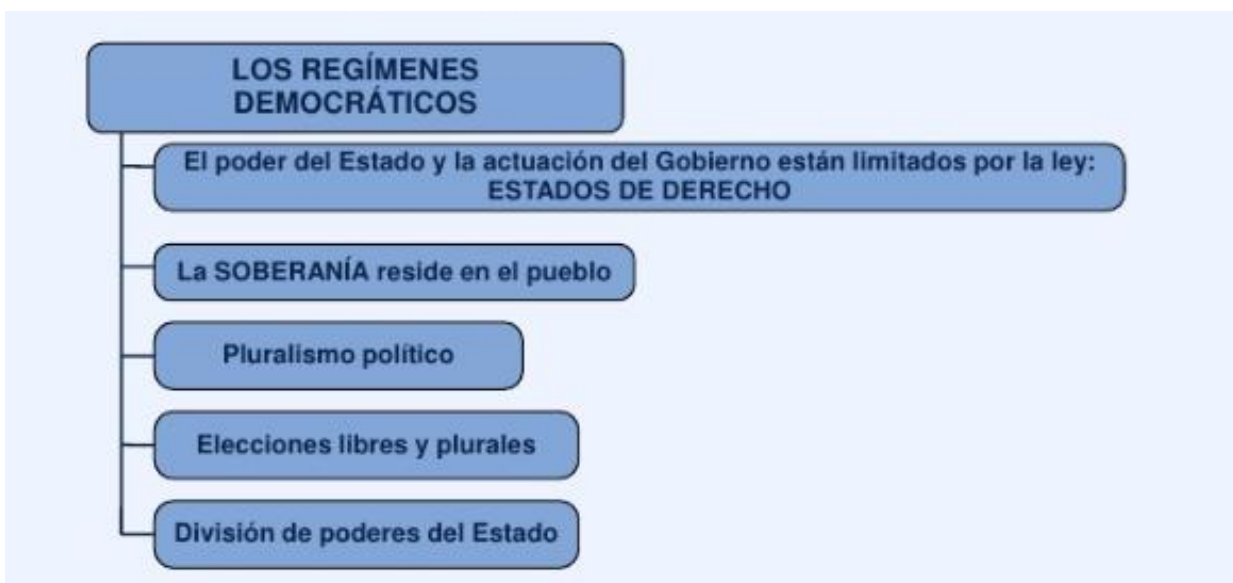 LOS REGÍMENES
DEMOCRÁTICOS
El poder del Estado y la actuación del Gobierno están limitados por la ley:
ESTADOS DE DERECHO
La SOBERANÍA reside en el pueblo
Pluralismo político
Elecciones libres y plurales
División de poderes del Estado